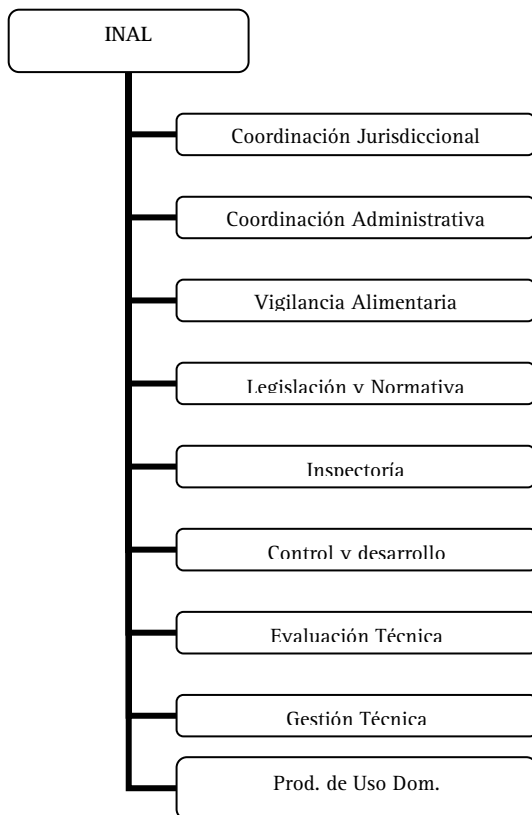 INAL
Coordinación Jurisdiccional
Coordinación Administrativa
Vigilancia Alimentaria
Legislación y Normativa
Inspectoría
Control y desarrollo
Evaluación Técnica
Gestión Técnica
Prod. de Uso Dom.